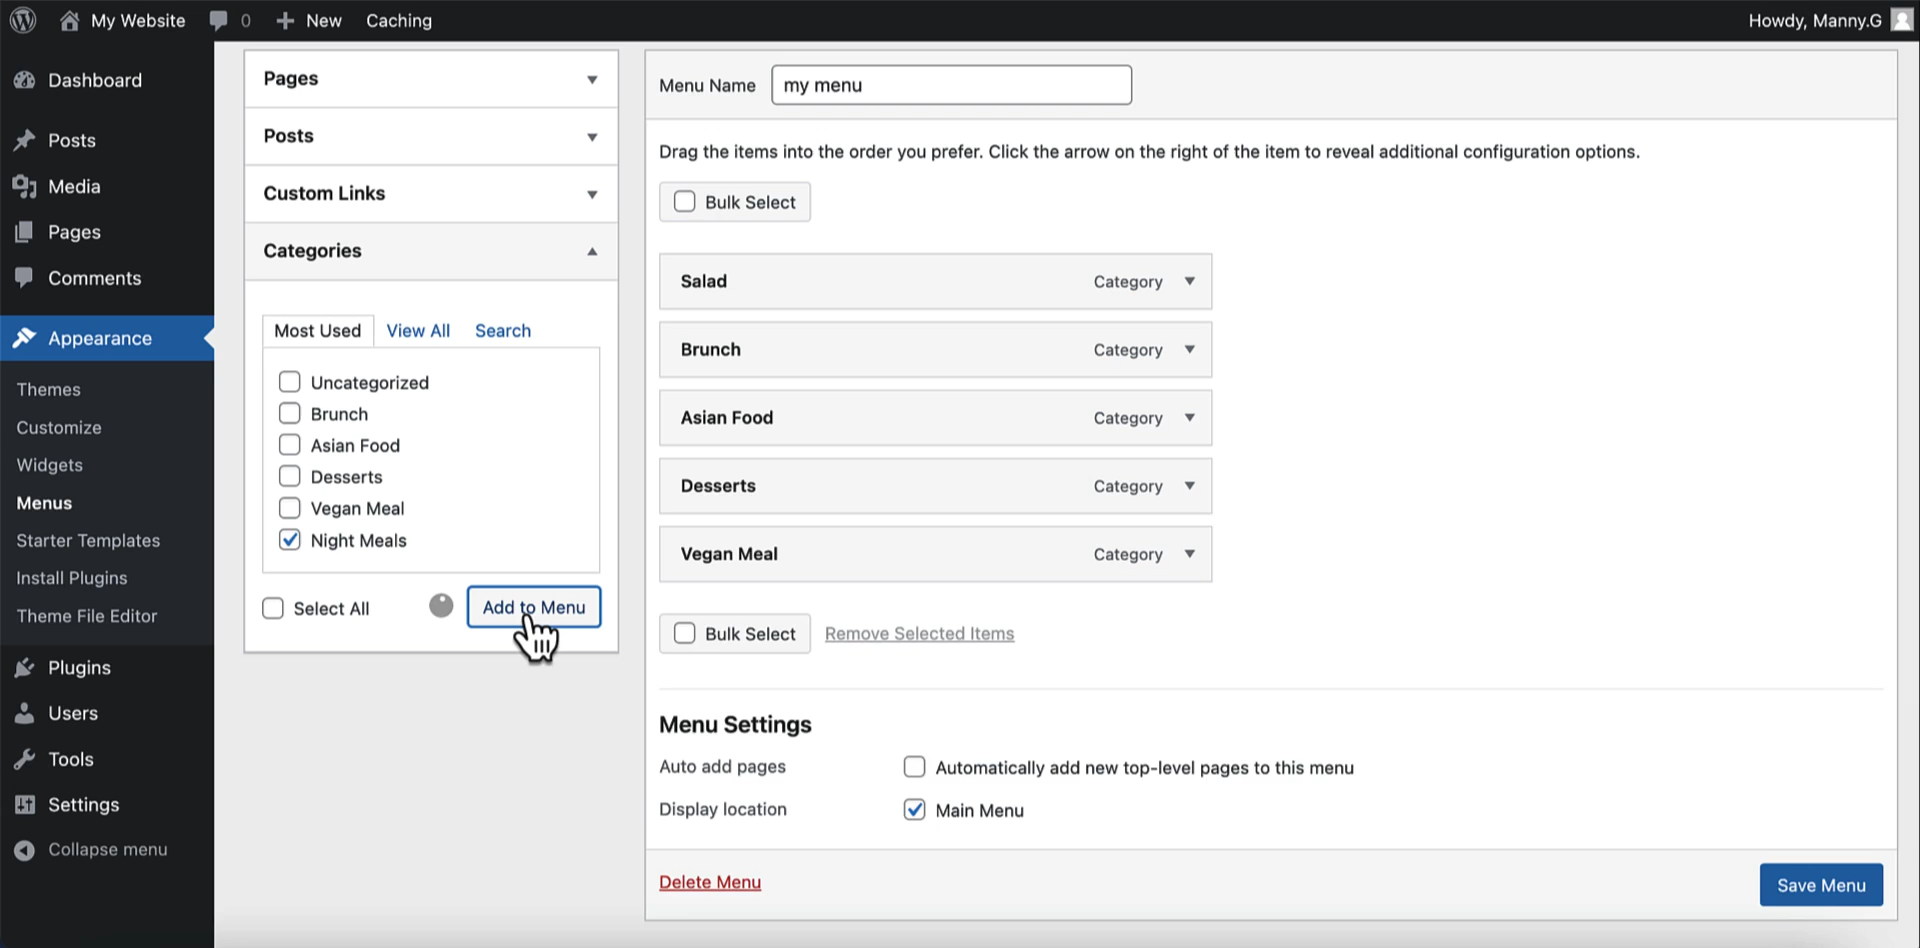 My Website 0 + New Caching Howdy, Manny.G
Dashboard
Posts
Media
Pages
Comments
Appearance
Themes
Customize
Widgets
Menus
Starter Templates
Install Plugins
Theme File Editor
Plugins
Users
Tools
Settings
Collapse menu
Pages
Posts
Custom Links
Categories
Most Used View All Search
Uncategorized
Brunch
Asian Food
Desserts
Vegan Meal
Night Meals
Select All Add to Menu
Menu Name my menu
Drag the items into the order you prefer. Click the arrow on the right of the item to reveal additional configuration options.
Bulk Select
Salad Category
Brunch Category
Asian Food Category
Desserts Category
Vegan Meal Category
Bulk Select Remove Selected Items
Menu Settings
Auto add pages Automatically add new top-level pages to this menu
Display location Main Menu
Delete Menu Save Menu